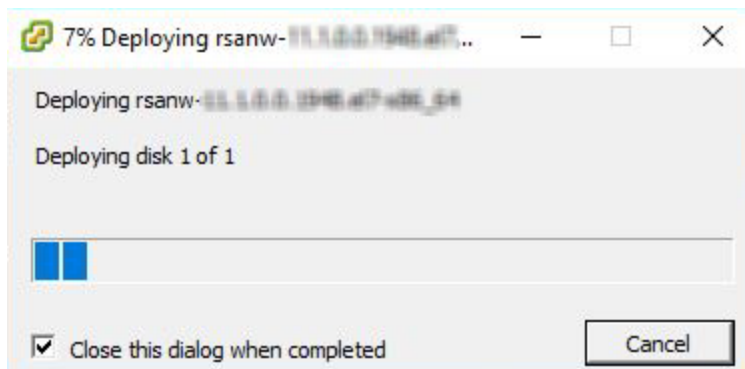 7% Deploying rsanw-
Deploying rsanw-
Deploying disk 1 of 1
Close this dialog when completed
Cancel